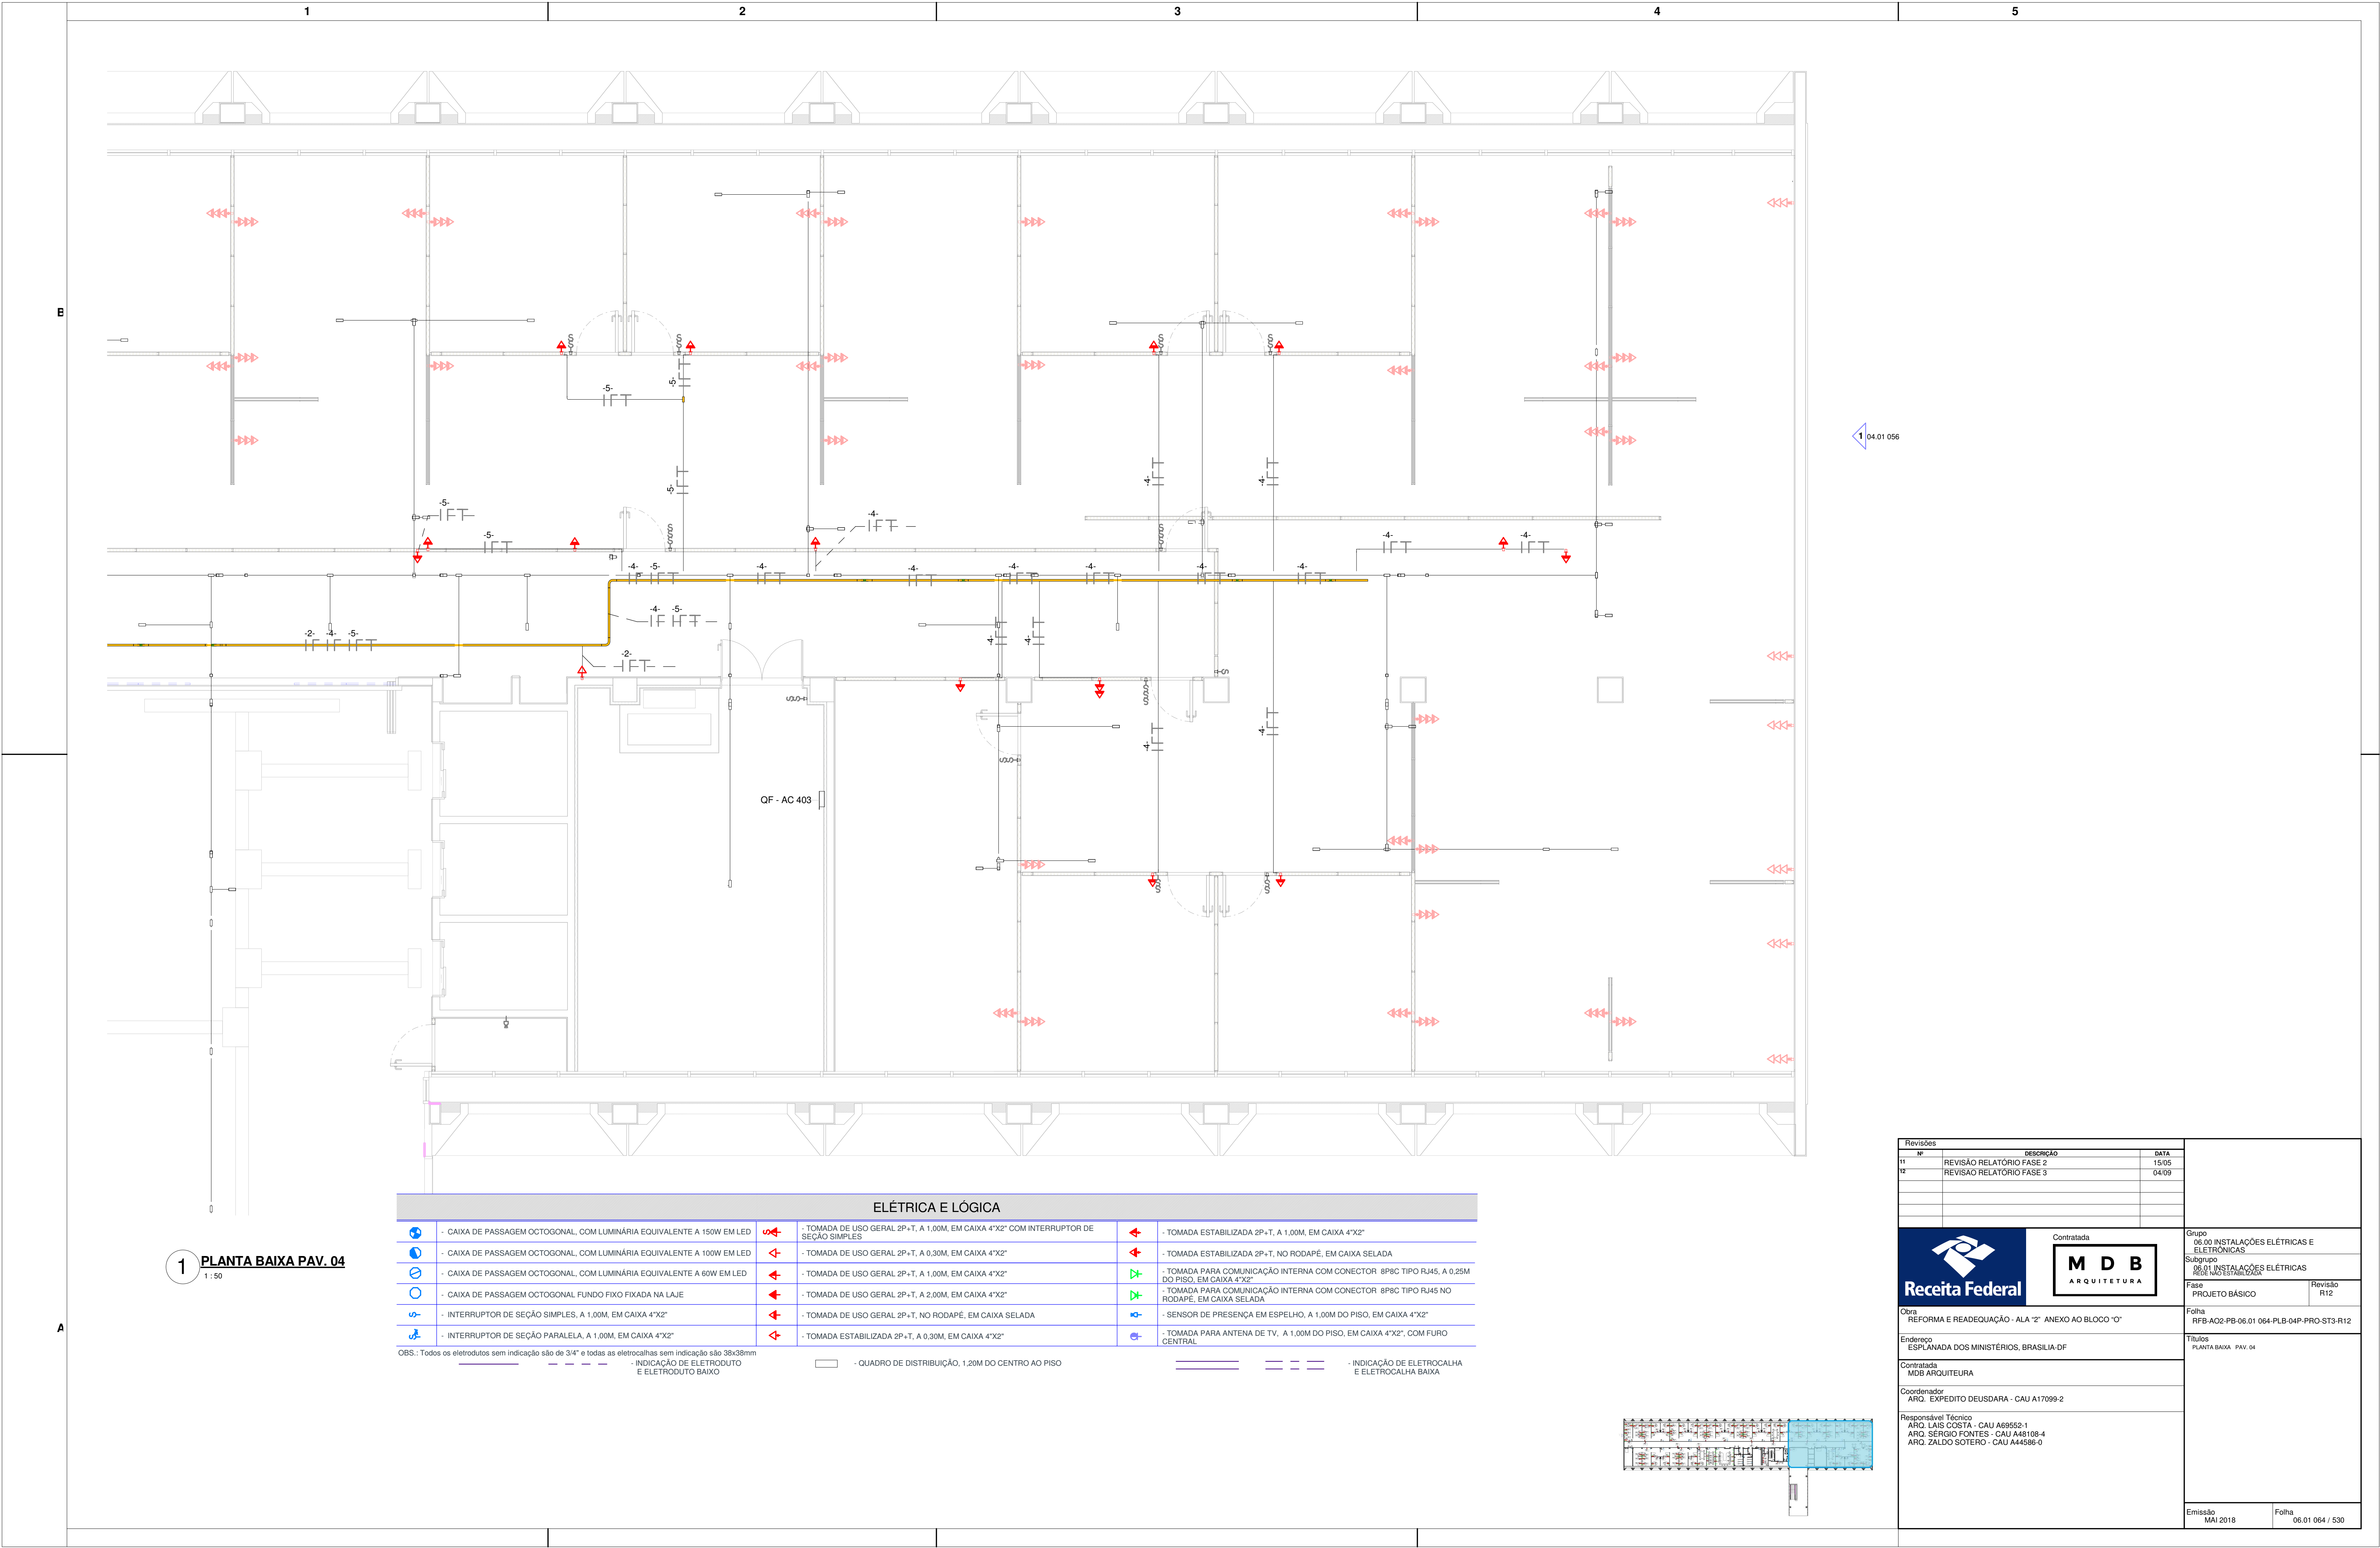 1 2 3 4 5
B
A
-5-
-5-
-5-
-5-
-5-
-5-
-4-
-4-
-4-
-4-
-4-
-4- -5-
-4-
-4-
-4-
-4-
-4-
-4-
-4- -5-
-2- -4- -5-
-2-
-4-
-4-
-4-
-4-
QF - AC 403
1 04.01 056
1 PLANTA BAIXA PAV. 04
1 : 50
ELÉTRICA E LÓGICA
- CAIXA DE PASSAGEM OCTOGONAL, COM LUMINÁRIA EQUIVALENTE A 150W EM LED
- CAIXA DE PASSAGEM OCTOGONAL, COM LUMINÁRIA EQUIVALENTE A 100W EM LED
- CAIXA DE PASSAGEM OCTOGONAL, COM LUMINÁRIA EQUIVALENTE A 60W EM LED
- CAIXA DE PASSAGEM OCTOGONAL FUNDO FIXO FIXADA NA LAJE
- INTERRUPTOR DE SEÇÃO SIMPLES, A 1,00M, EM CAIXA 4"X2"
- INTERRUPTOR DE SEÇÃO PARALELA, A 1,00M, EM CAIXA 4"X2"
- TOMADA DE USO GERAL 2P+T, A 1,00M, EM CAIXA 4"X2" COM INTERRUPTOR DE
SEÇÃO SIMPLES
- TOMADA DE USO GERAL 2P+T, A 0,30M, EM CAIXA 4"X2"
- TOMADA DE USO GERAL 2P+T, A 1,00M, EM CAIXA 4"X2"
- TOMADA DE USO GERAL 2P+T, A 2,00M, EM CAIXA 4"X2"
- TOMADA DE USO GERAL 2P+T, NO RODAPÉ, EM CAIXA SELADA
- TOMADA ESTABILIZADA 2P+T, A 0,30M, EM CAIXA 4"X2"
- TOMADA ESTABILIZADA 2P+T, A 1,00M, EM CAIXA 4"X2"
- TOMADA ESTABILIZADA 2P+T, NO RODAPÉ, EM CAIXA SELADA
- TOMADA PARA COMUNICAÇÃO INTERNA COM CONECTOR 8P8C TIPO RJ45, A 0,25M
DO PISO, EM CAIXA 4"X2"
- TOMADA PARA COMUNICAÇÃO INTERNA COM CONECTOR 8P8C TIPO RJ45 NO
RODAPÉ, EM CAIXA SELADA
- SENSOR DE PRESENÇA EM ESPELHO, A 1,00M DO PISO, EM CAIXA 4"X2"
- TOMADA PARA ANTENA DE TV, A 1,00M DO PISO, EM CAIXA 4"X2", COM FURO
CENTRAL
OBS.: Todos os eletrodutos sem indicação são de 3/4" e todas as eletrocalhas sem indicação são 38x38mm
- INDICAÇÃO DE ELETRODUTO
E ELETRODUTO BAIXO
- QUADRO DE DISTRIBUIÇÃO, 1,20M DO CENTRO AO PISO
- INDICAÇÃO DE ELETROCALHA
E ELETROCALHA BAIXA
Revisões
Nº DESCRIÇÃO DATA
11 REVISÃO RELATÓRIO FASE 2 15/05
12 REVISAO RELATÓRIO FASE 3 04/09
Receita Federal
Contratada
M D B
ARQUITETURA
Grupo
06.00 INSTALAÇÕES ELÉTRICAS E
ELETRÔNICAS
Subgrupo
06.01 INSTALAÇÕES ELÉTRICAS
REDE NÃO ESTABILIZADA
Fase
PROJETO BÁSICO
Revisão
R12
Obra
REFORMA E READEQUAÇÃO - ALA “2” ANEXO AO BLOCO “O”
Folha
RFB-AO2-PB-06.01 064-PLB-04P-PRO-ST3-R12
Endereço
ESPLANADA DOS MINISTÉRIOS, BRASILIA-DF
Títulos
PLANTA BAIXA PAV. 04
Contratada
MDB ARQUITEURA
Coordenador
ARQ. EXPEDITO DEUSDARA - CAU A17099-2
Responsável Técnico
ARQ. LAIS COSTA - CAU A69552-1
ARQ. SÉRGIO FONTES - CAU A48108-4
ARQ. ZALDO SOTERO - CAU A44586-0
Emissão
MAI 2018
Folha
06.01 064 / 530